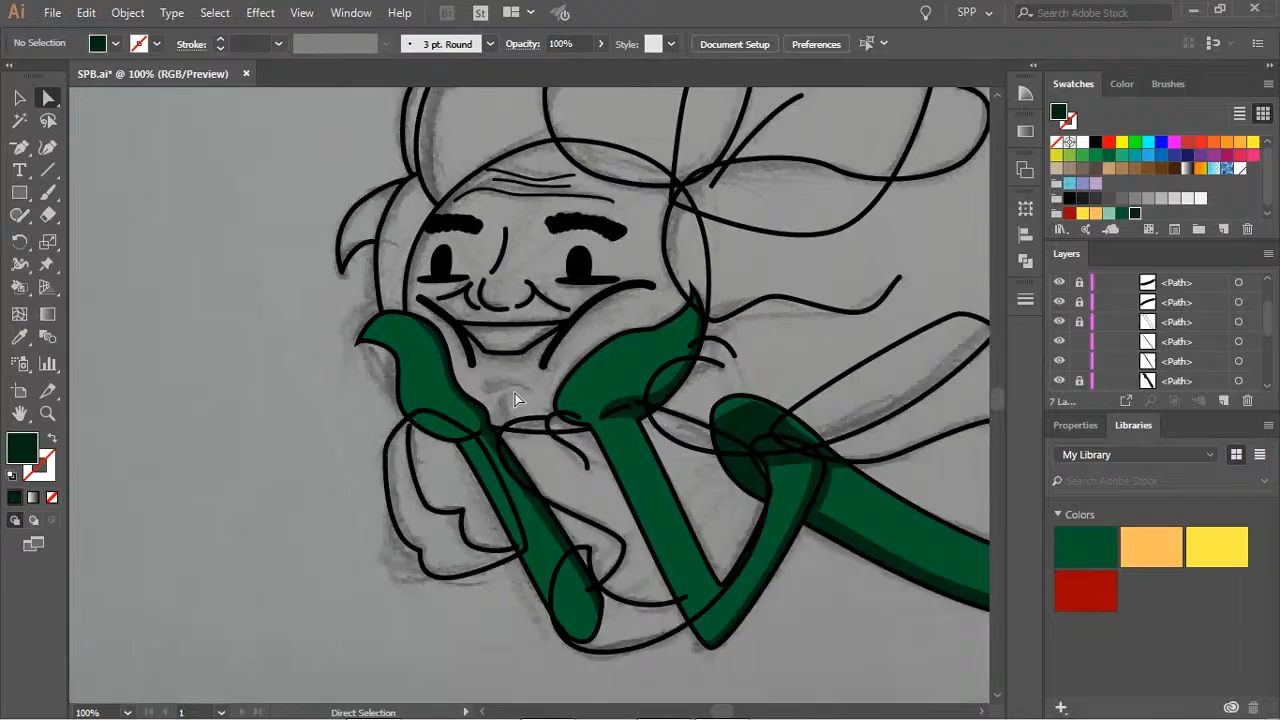 Ai File Edit Object Type Select Effect View Window Help Br St SPP Search Adobe Stock
No Selection Stroke: 3 pt. Round Opacity: 100% Style: Document Setup Preferences
SPB.ai* @ 100% (RGB/Preview)
Swatches Color Brushes
Layers
<Path>
<Path>
<Path>
<Path>
<Path>
<Path>
7 La...
Properties Libraries
My Library
Search Adobe Stock
Colors
100% 1 Direct Selection